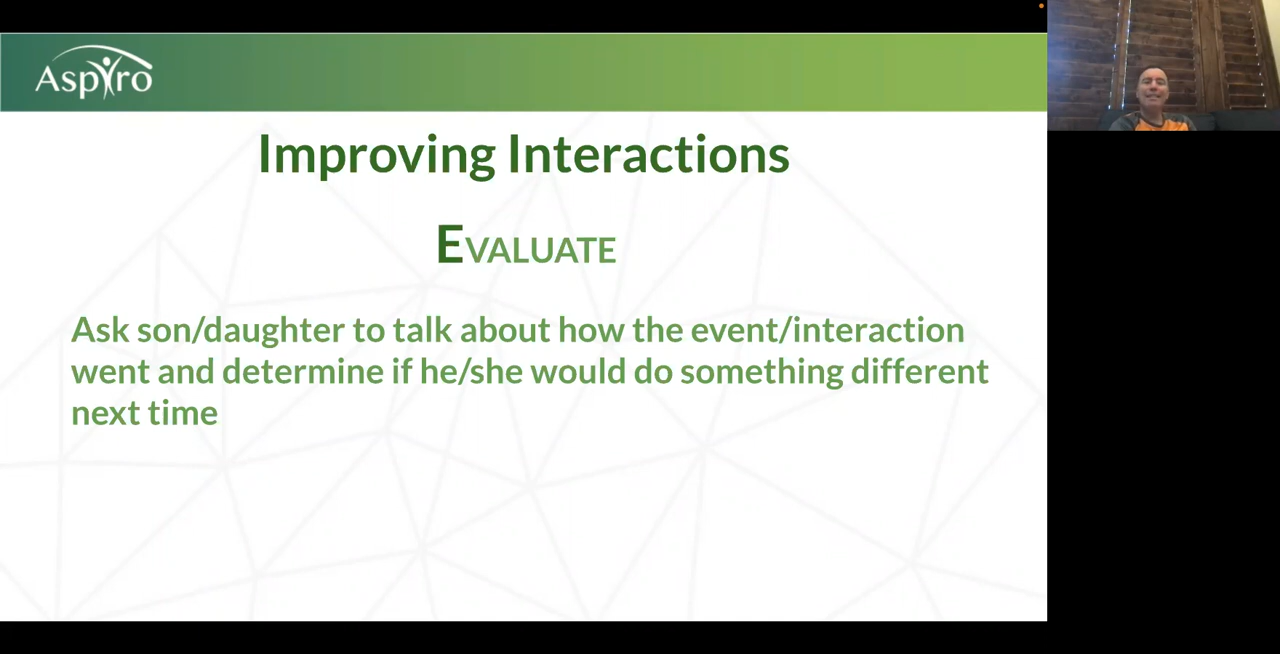 Aspyro
Improving Interactions
EVALUATE
Ask son/daughter to talk about how the event/interaction
went and determine if he/she would do something different
next time